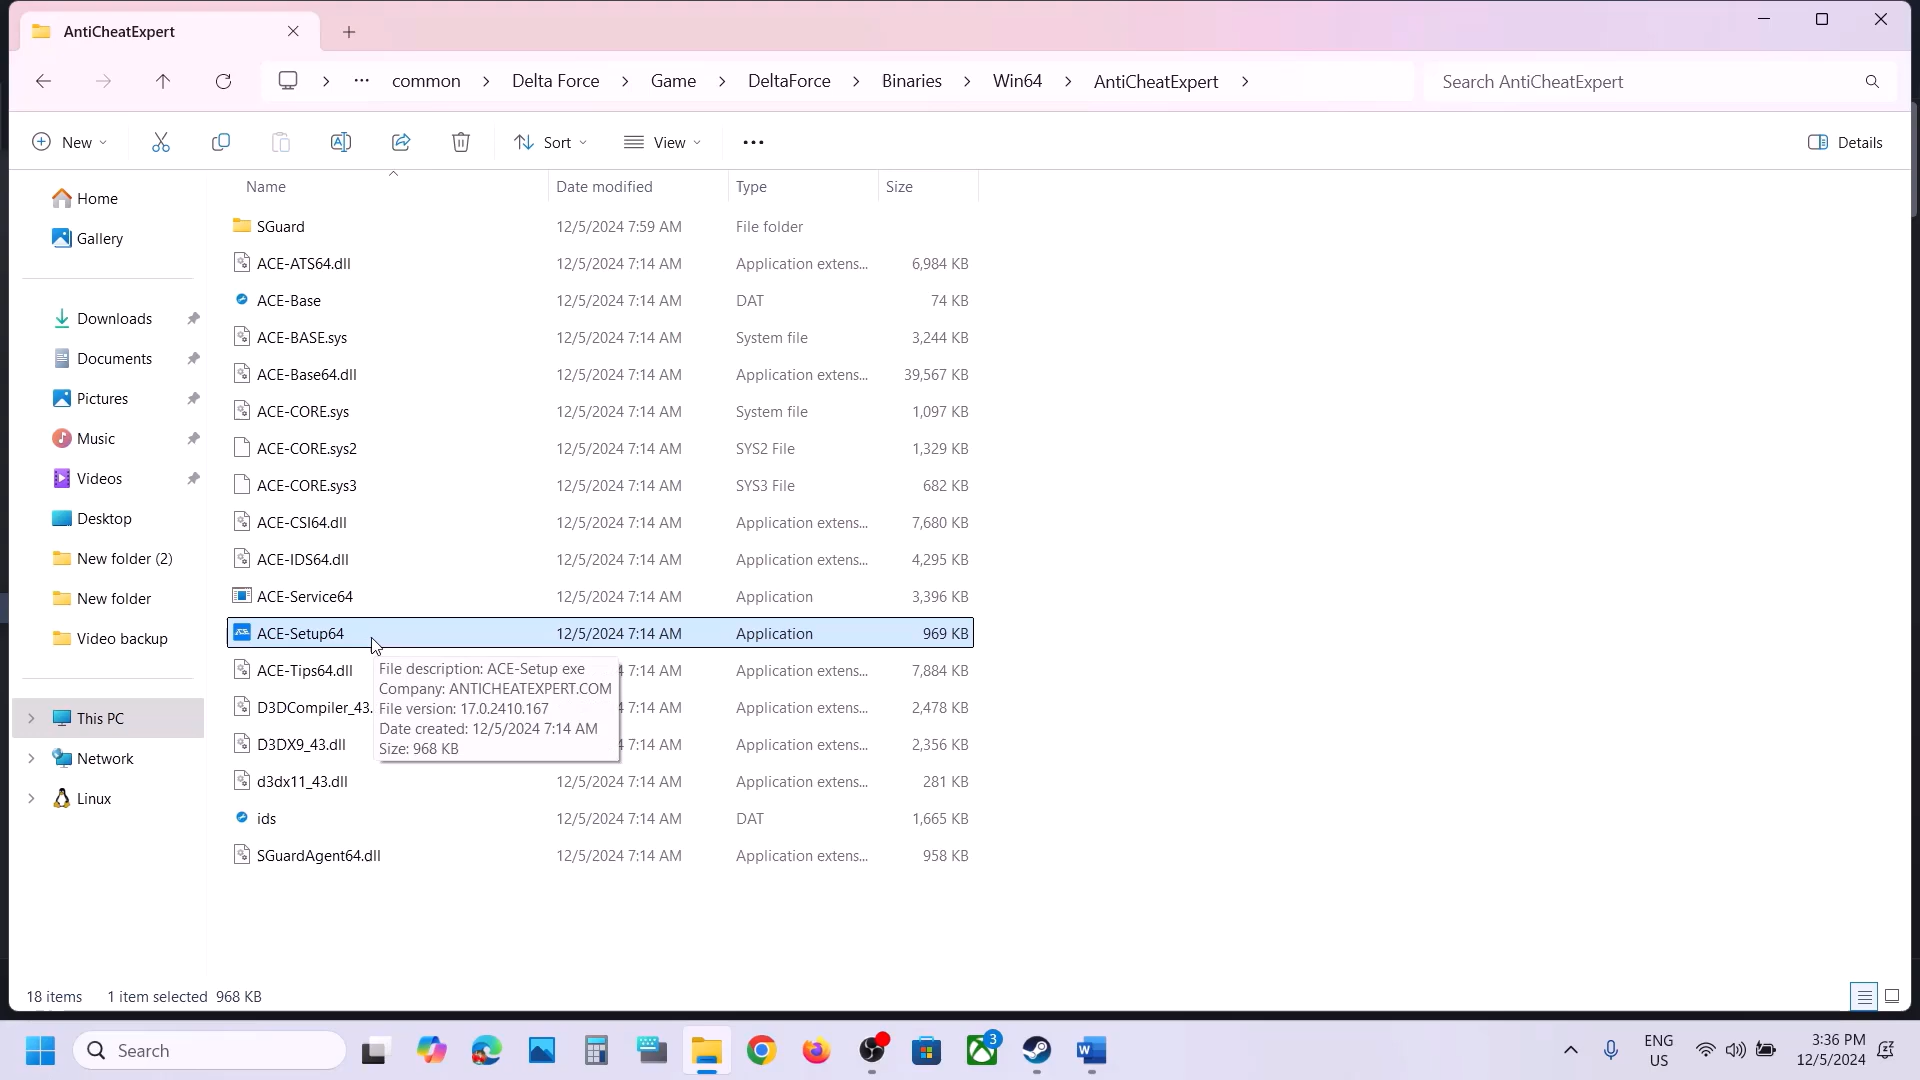 AntiCheatExpert
common > Delta Force > Game > DeltaForce > Binaries > Win64 > AntiCheatExpert >
Search AntiCheatExpert
New
Sort
View
Details
Name Date modified Type Size
Home
Gallery
Downloads
Documents
Pictures
Music
Videos
Desktop
New folder (2)
New folder
Video backup
This PC
Network
Linux
SGuard 12/5/2024 7:59 AM File folder
ACE-ATS64.dll 12/5/2024 7:14 AM Application extens... 6,984 KB
ACE-Base 12/5/2024 7:14 AM DAT 74 KB
ACE-BASE.sys 12/5/2024 7:14 AM System file 3,244 KB
ACE-Base64.dll 12/5/2024 7:14 AM Application extens... 39,567 KB
ACE-CORE.sys 12/5/2024 7:14 AM System file 1,097 KB
ACE-CORE.sys2 12/5/2024 7:14 AM SYS2 File 1,329 KB
ACE-CORE.sys3 12/5/2024 7:14 AM SYS3 File 682 KB
ACE-CSI64.dll 12/5/2024 7:14 AM Application extens... 7,680 KB
ACE-IDS64.dll 12/5/2024 7:14 AM Application extens... 4,295 KB
ACE-Service64 12/5/2024 7:14 AM Application 3,396 KB
ACE-Setup64 12/5/2024 7:14 AM Application 969 KB
ACE-Tips64.dll 4 7:14 AM Application extens... 7,884 KB
D3DCompiler_43. 4 7:14 AM Application extens... 2,478 KB
D3DX9_43.dll 4 7:14 AM Application extens... 2,356 KB
d3dx11_43.dll 12/5/2024 7:14 AM Application extens... 281 KB
ids 12/5/2024 7:14 AM DAT 1,665 KB
SGuardAgent64.dll 12/5/2024 7:14 AM Application extens... 958 KB
File description: ACE-Setup exe
Company: ANTICHEATEXPERT.COM
File version: 17.0.2410.167
Date created: 12/5/2024 7:14 AM
Size: 968 KB
18 items 1 item selected 968 KB
Search
3
ENG
US
3:36 PM
12/5/2024